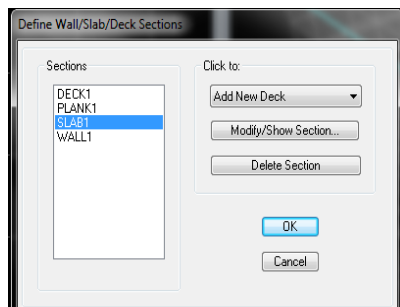 Define Wall/Slab/Deck Sections
Sections
DECK1
PLANK1
SLAB1
WALL1
Click to:
Add New Deck
Modify/Show Section...
Delete Section
OK
Cancel